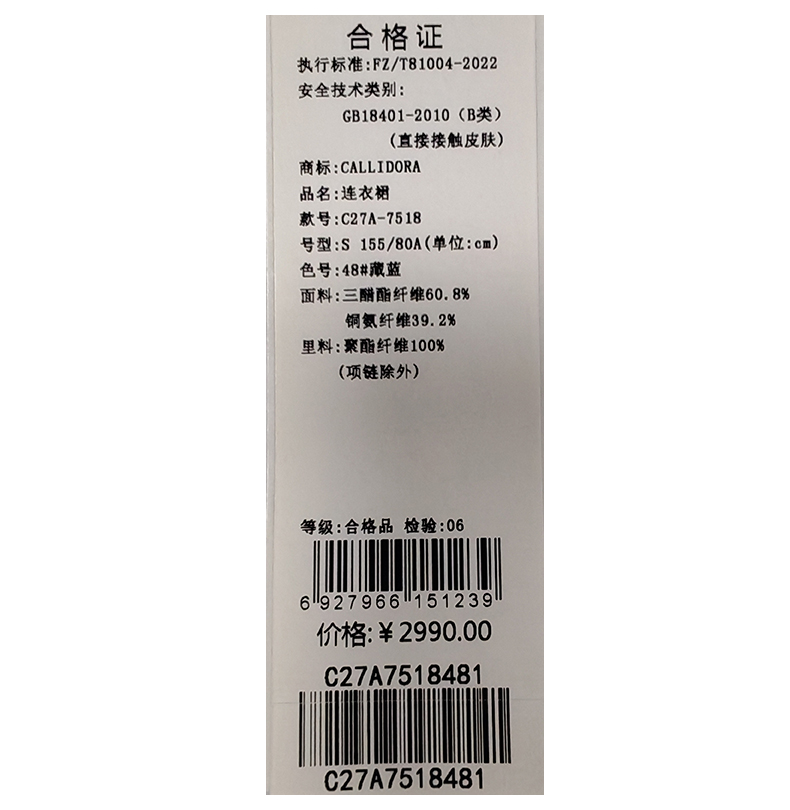 合格证
执行标准:FZ/T81004-2022
安全技术类别:
GB18401-2010（B类）
(直接接触皮肤)
商标:CALLIDORA
品名:连衣裙
款号:C27A-7518
号型:S 155/80A(单位:cm)
色号:48#藏蓝
面料:三醋酯纤维60.8%
铜氨纤维39.2%
里料:聚酯纤维100%
(项链除外)
等级:合格品 检验:06
6 927966 151239
价格:￥2990.00
C27A7518481
C27A7518481